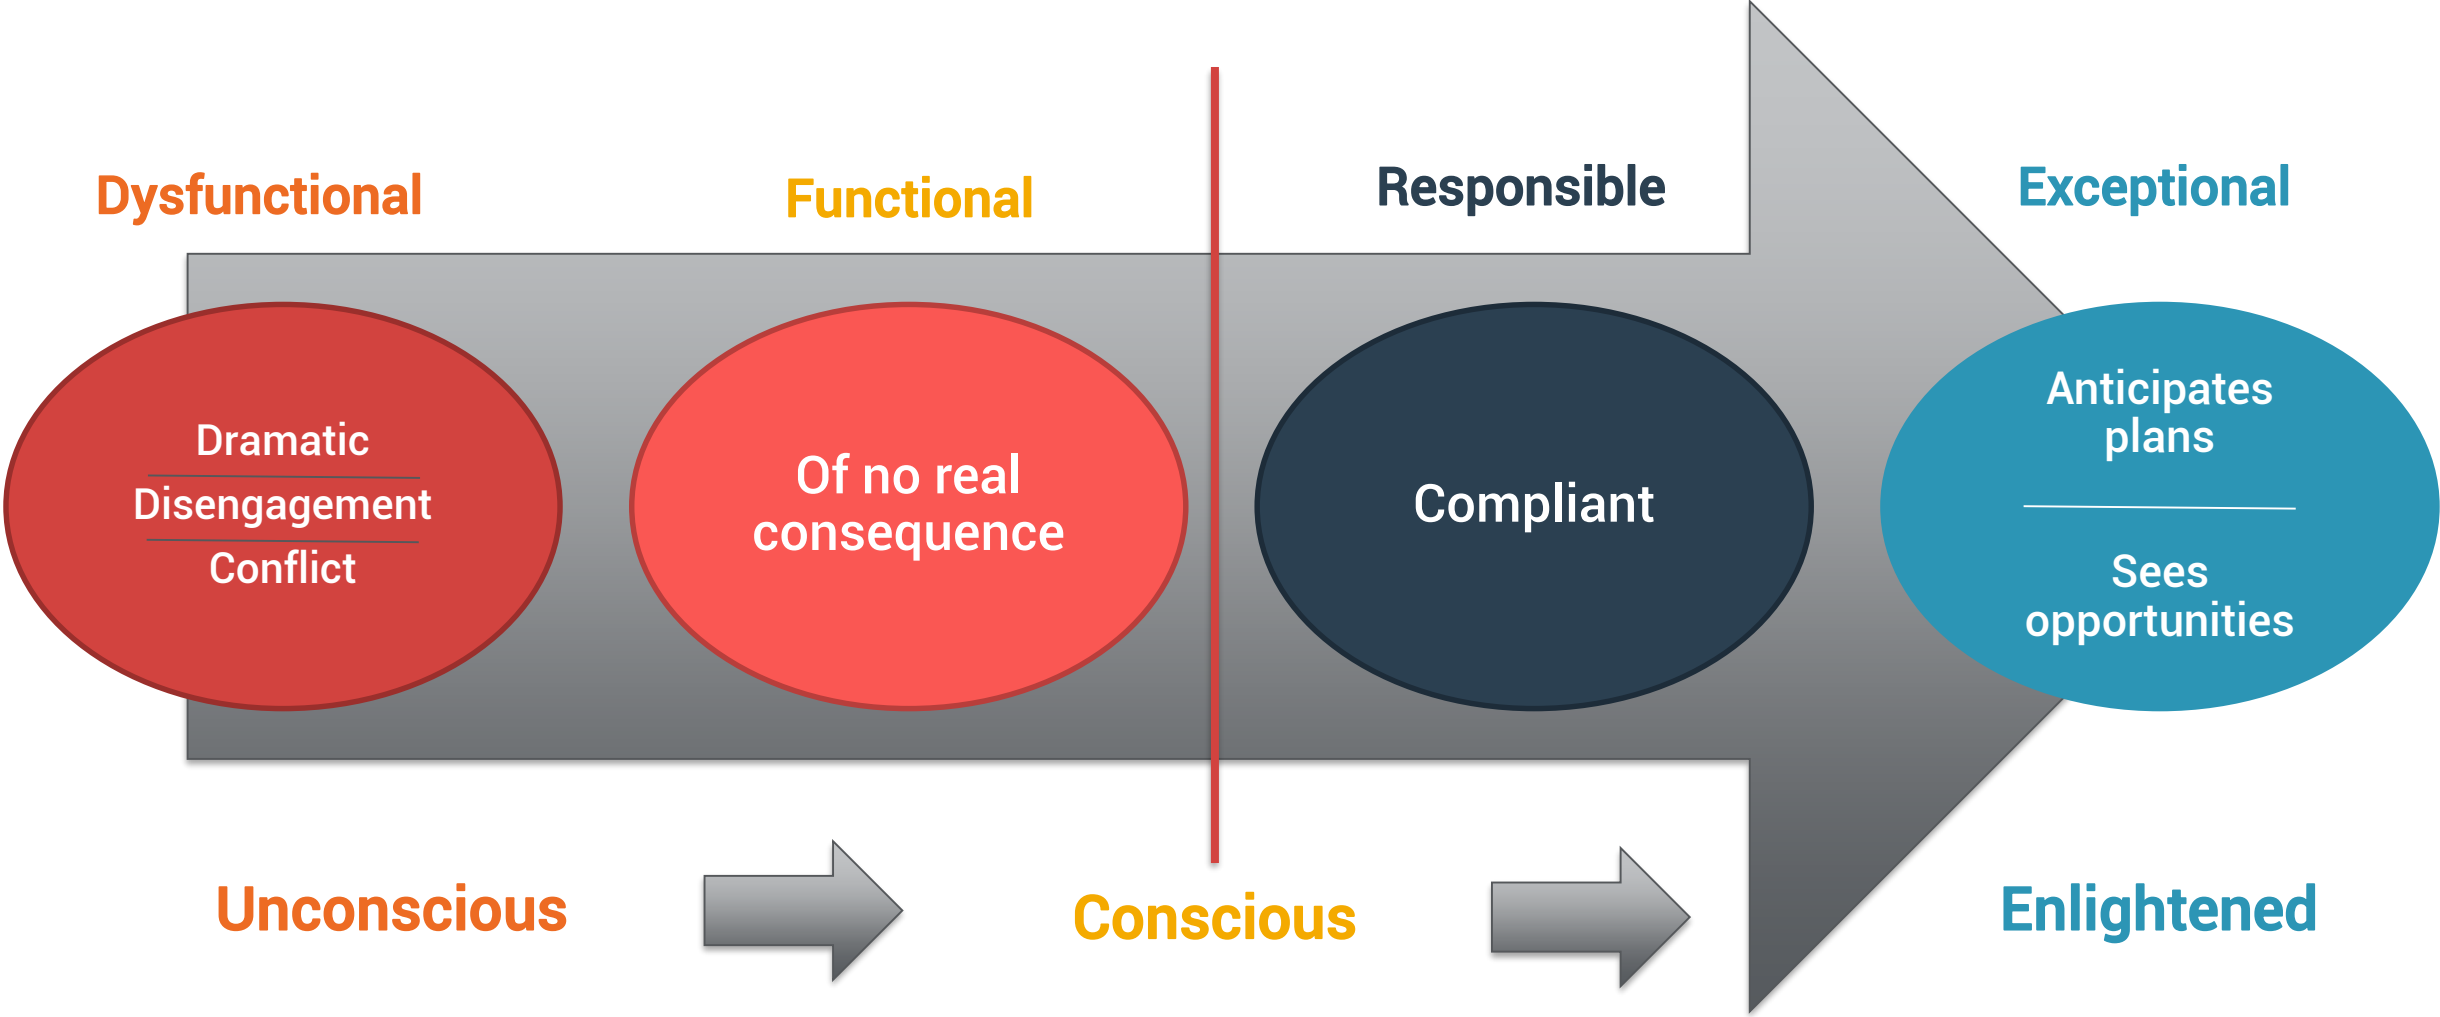 Dysfunctional
Functional
Responsible
Exceptional
Dramatic
Disengagement
Conflict
Of no real
consequence
Compliant
Anticipates
plans
Sees
opportunities
Unconscious
Conscious
Enlightened